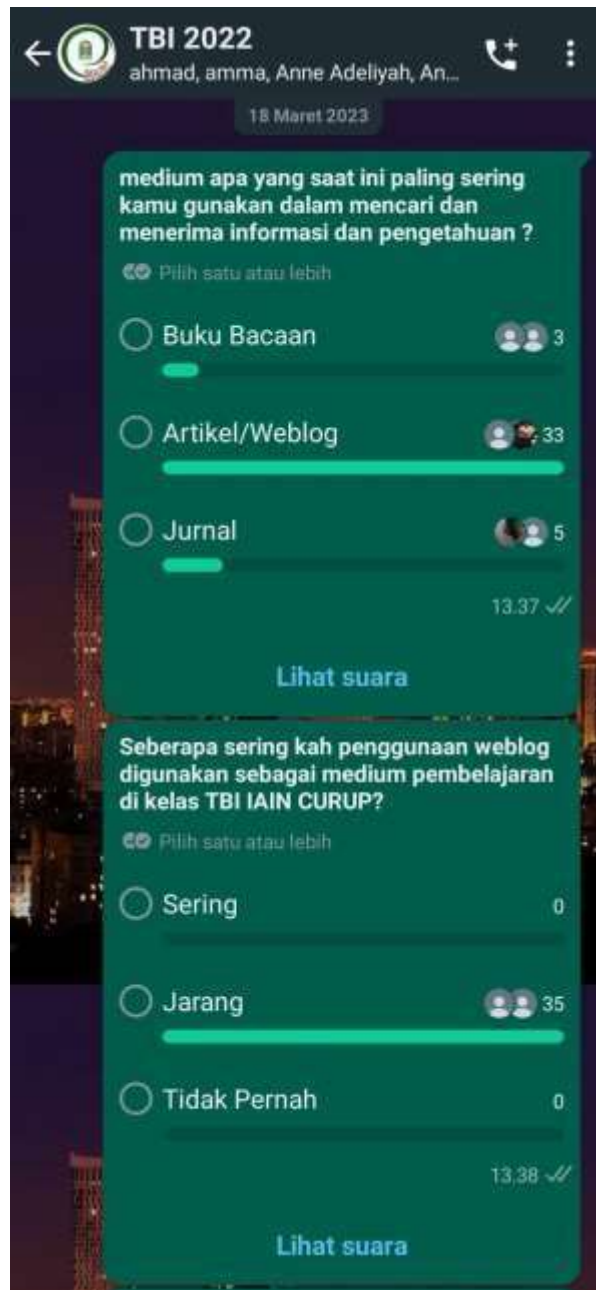 TBI 2022
ahmad, amma, Anne Adeliyah, An...
18 Maret 2023
medium apa yang saat ini paling sering
kamu gunakan dalam mencari dan
menerima informasi dan pengetahuan ?
Pilih satu atau lebih
Buku Bacaan 3
Artikel/Weblog 33
Jurnal 5
13.37
Lihat suara
Seberapa sering kah penggunaan weblog
digunakan sebagai medium pembelajaran
di kelas TBI IAIN CURUP?
Pilih satu atau lebih
Sering 0
Jarang 35
Tidak Pernah 0
13.38
Lihat suara